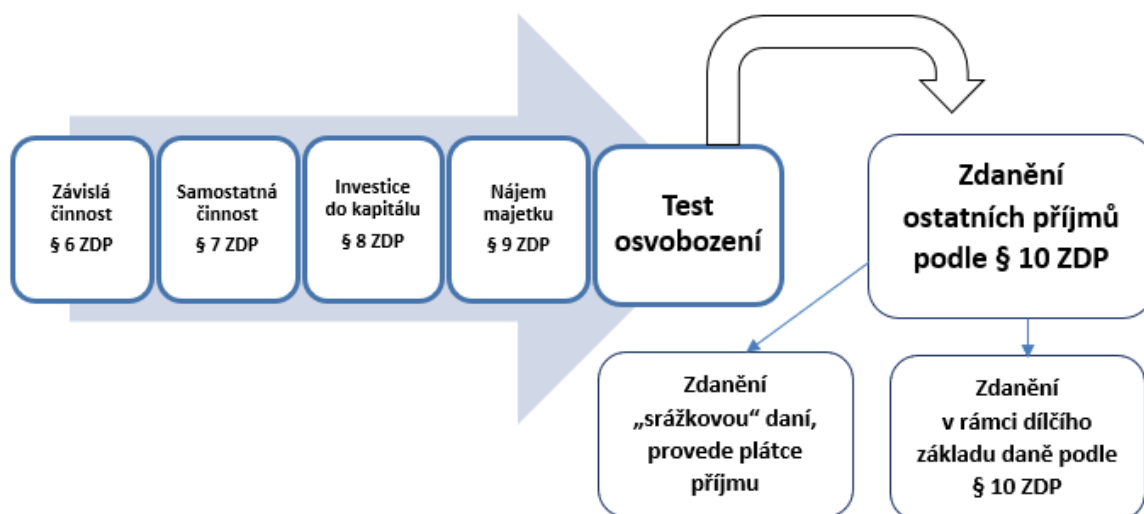 Závislá
činnost
§ 6 ZDP
Samostatná
činnost
§ 7 ZDP
Investice
do kapitálu
§ 8 ZDP
Nájem
majetku
§ 9 ZDP
Test
osvobození
Zdanění
ostatních příjmů
podle § 10 ZDP
Zdanění
„srážkovou“ daní,
provede plátce
příjmu
Zdanění
v rámci dílčího
základu daně podle
§ 10 ZDP